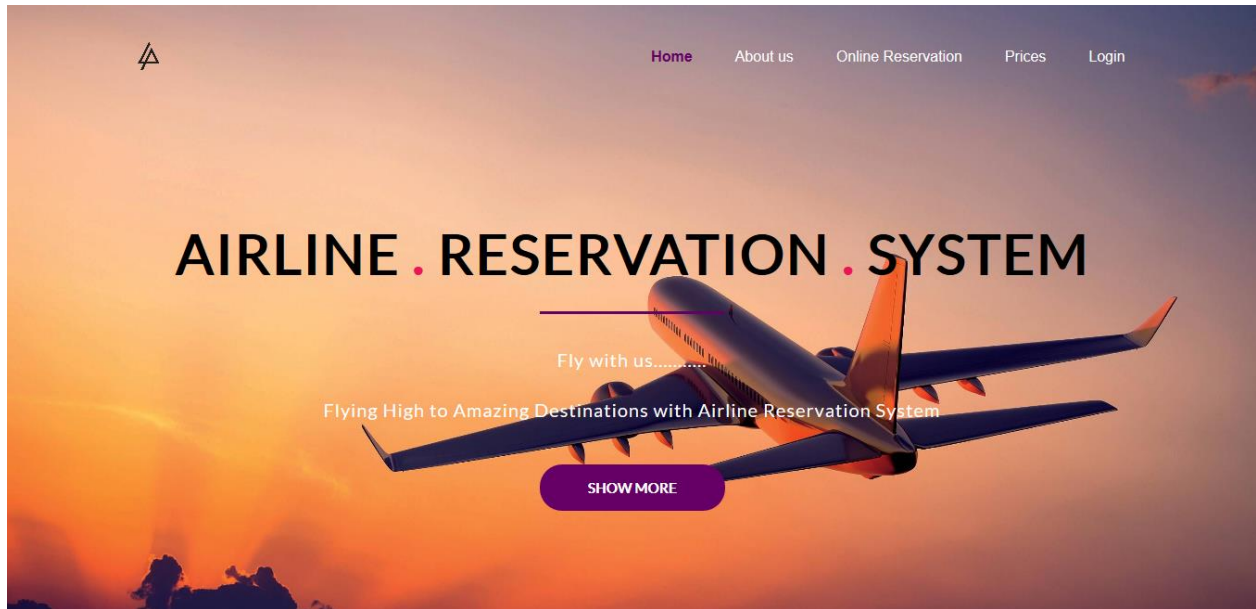 Home About us Online Reservation Prices Login
AIRLINE . RESERVATION . SYSTEM
Fly with us...........
Flying High to Amazing Destinations with Airline Reservation System
SHOW MORE